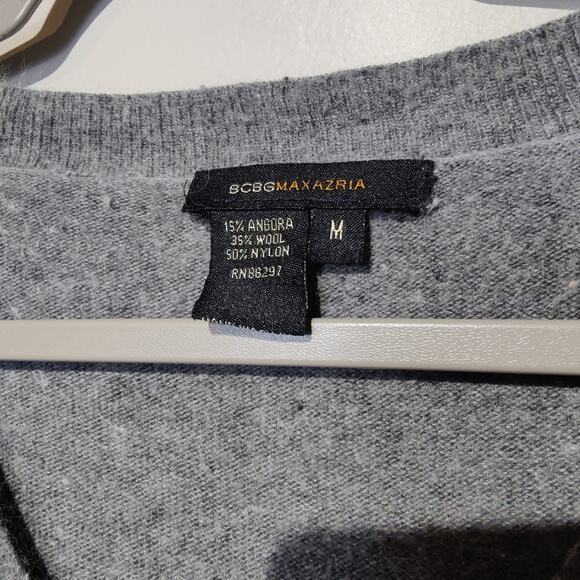 BCBGMAXAZRIA
15% ANGORA
35% WOOL
50% NYLON
RN86297
M